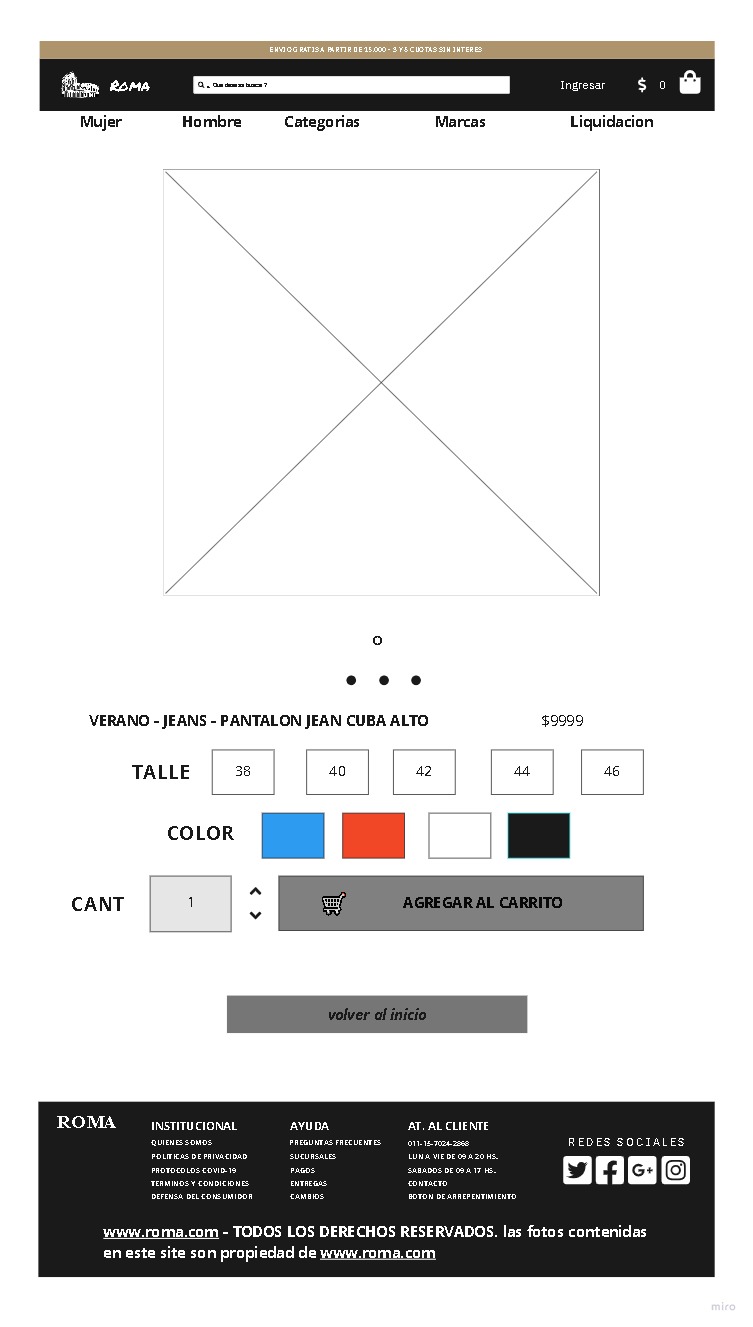 ENVIO GRATIS A PARTIR DE 15.000 - 3 Y 6 CUOTAS SIN INTERES
ROMA
Que deseas buscar ?
Ingresar
$ 0
Mujer Hombre Categorias Marcas Liquidacion
VERANO - JEANS - PANTALON JEAN CUBA ALTO $9999
TALLE 38 40 42 44 46
COLOR
CANT 1 AGREGAR AL CARRITO
volver al inicio
ROMA
INSTITUCIONAL
QUIENES SOMOS
POLITICAS DE PRIVACIDAD
PROTOCOLOS COVID-19
TERMINOS Y CONDICIONES
DEFENSA DEL CONSUMIDOR
AYUDA
PREGUNTAS FRECUENTES
SUCURSALES
PAGOS
ENTREGAS
CAMBIOS
AT. AL CLIENTE
011-15-7024-2868
LUN A VIE DE 09 A 20 HS.
SABADOS DE 09 A 17 HS.
CONTACTO
BOTON DE ARREPENTIMIENTO
REDES SOCIALES
www.roma.com - TODOS LOS DERECHOS RESERVADOS. las fotos contenidas
en este site son propiedad de www.roma.com
miro